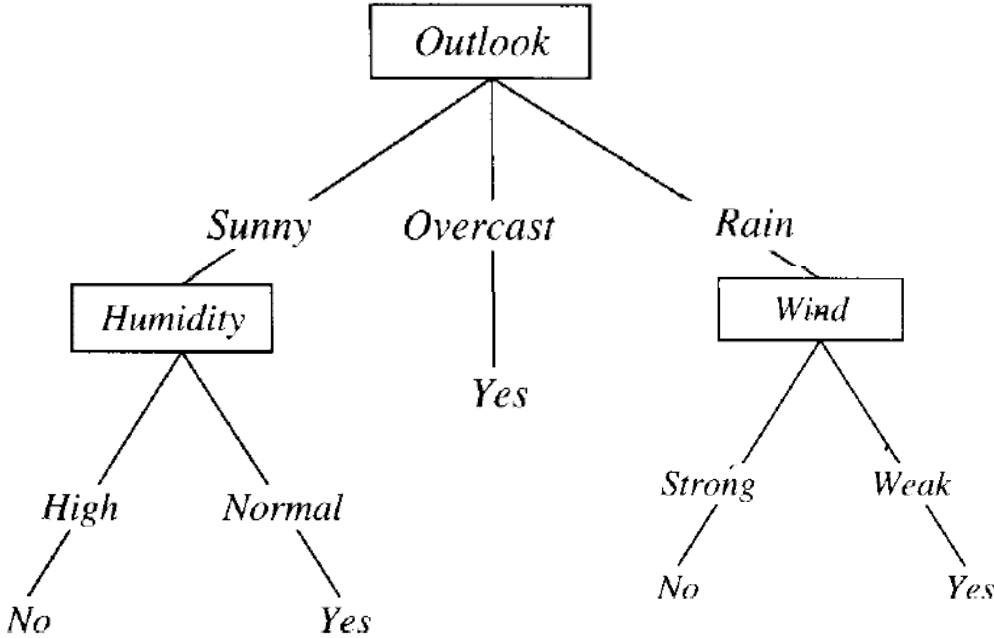 Outlook
Sunny Overcast Rain
Humidity Wind
Yes
High Normal Strong Weak
No Yes No Yes